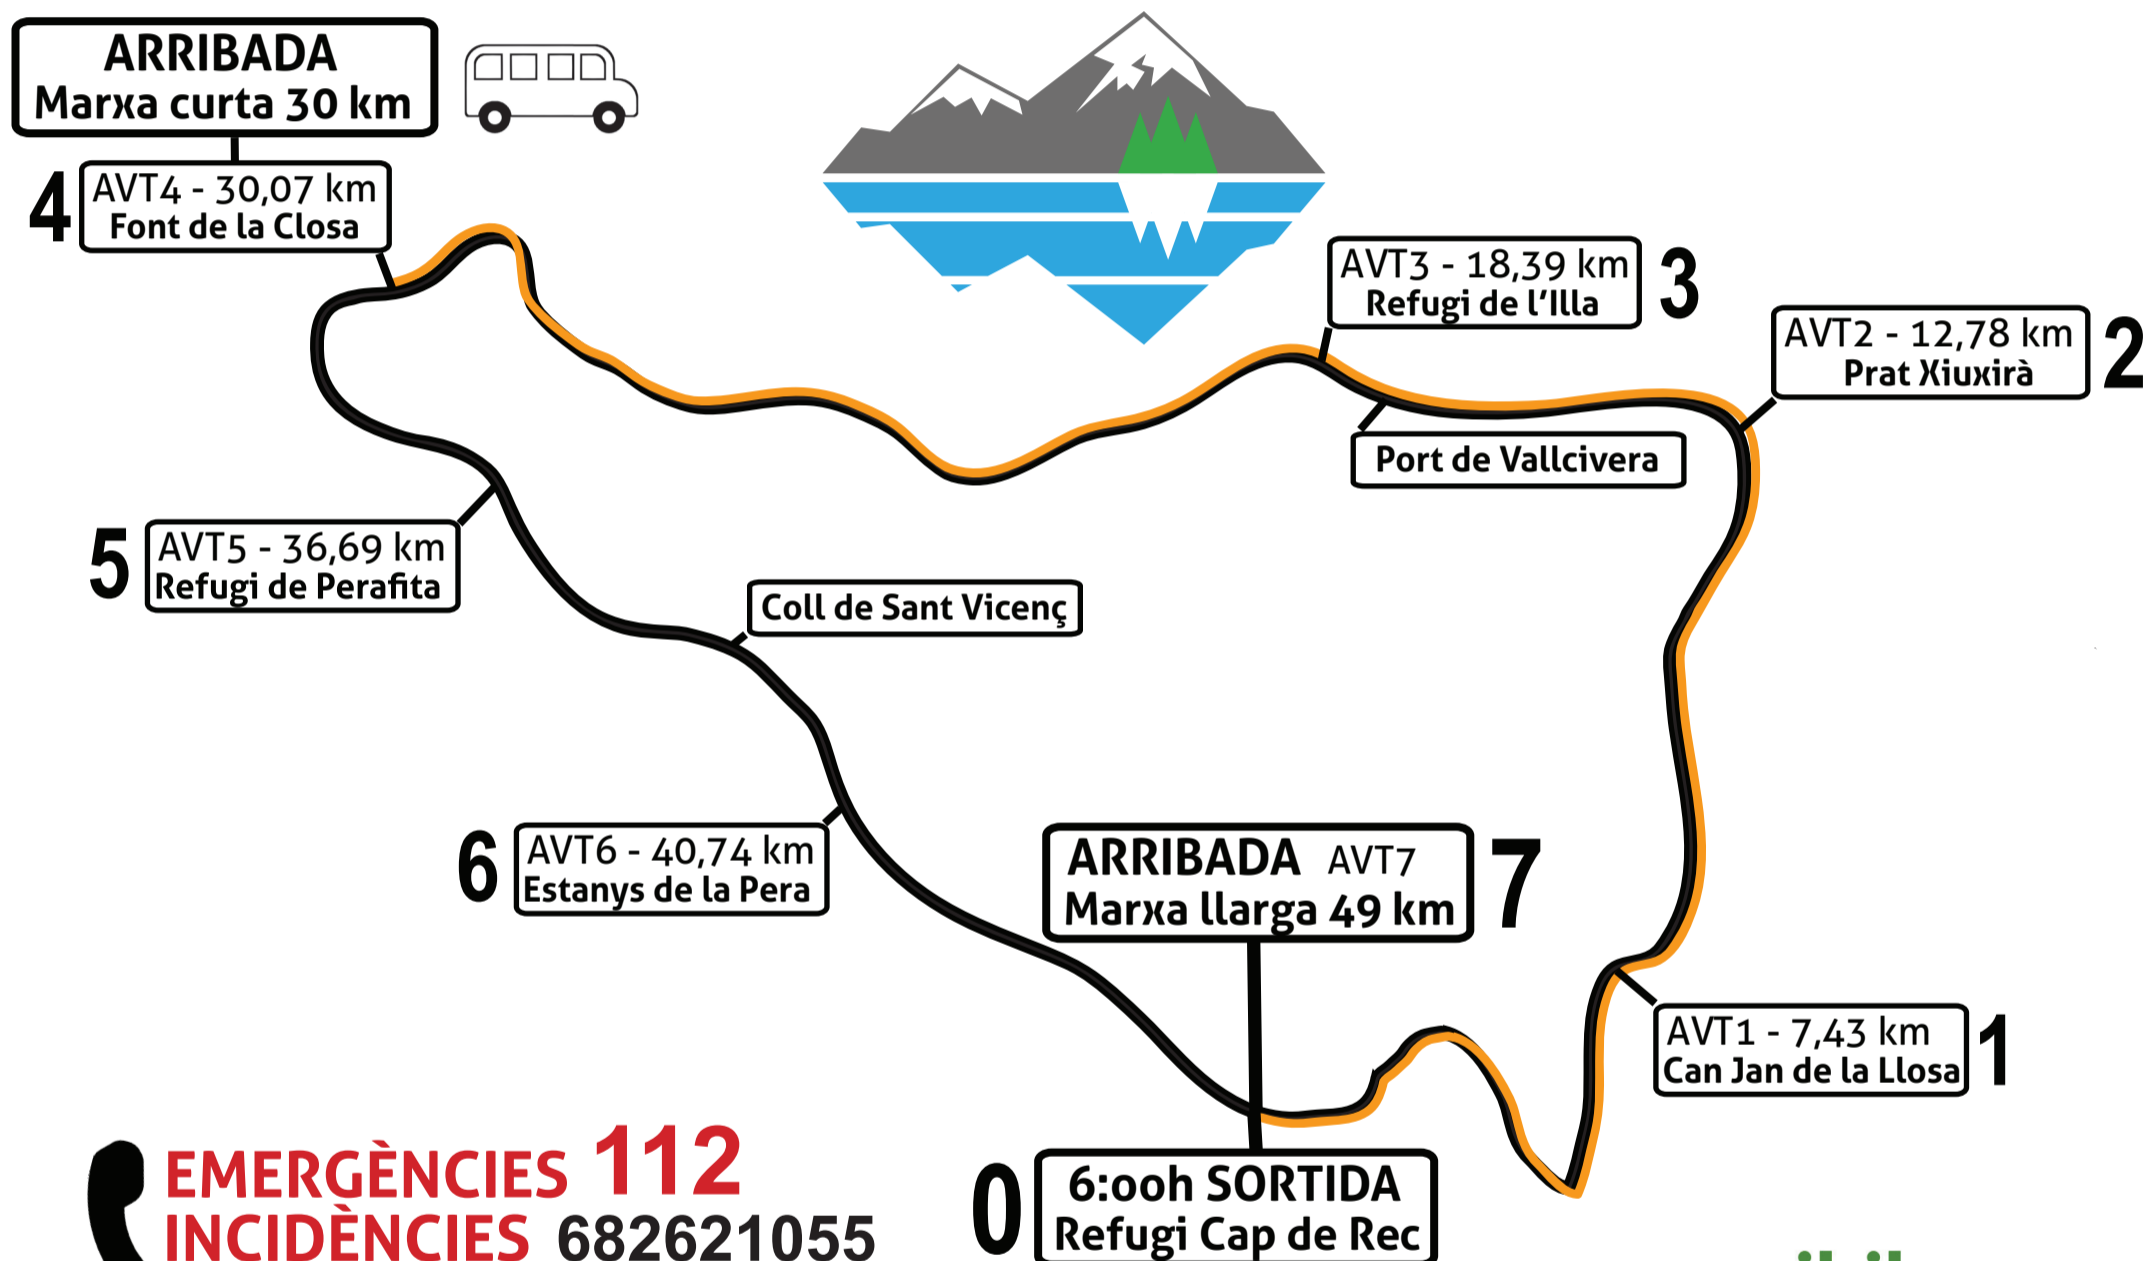 ARRIBADA
Marxa curta 30 km
4
AVT4 - 30,07 km
Font de la Closa
AVT3 - 18,39 km
Refugi de l'Illa
3
AVT2 - 12,78 km
Prat Xiuxirà
2
Port de Vallcivera
5
AVT5 - 36,69 km
Refugi de Perafita
Coll de Sant Vicenç
6
AVT6 - 40,74 km
Estanys de la Pera
ARRIBADA AVT7
Marxa llarga 49 km
7
AVT1 - 7,43 km
Can Jan de la Llosa
1
0
6:00h SORTIDA
Refugi Cap de Rec
EMERGÈNCIES 112
INCIDÈNCIES 682621055